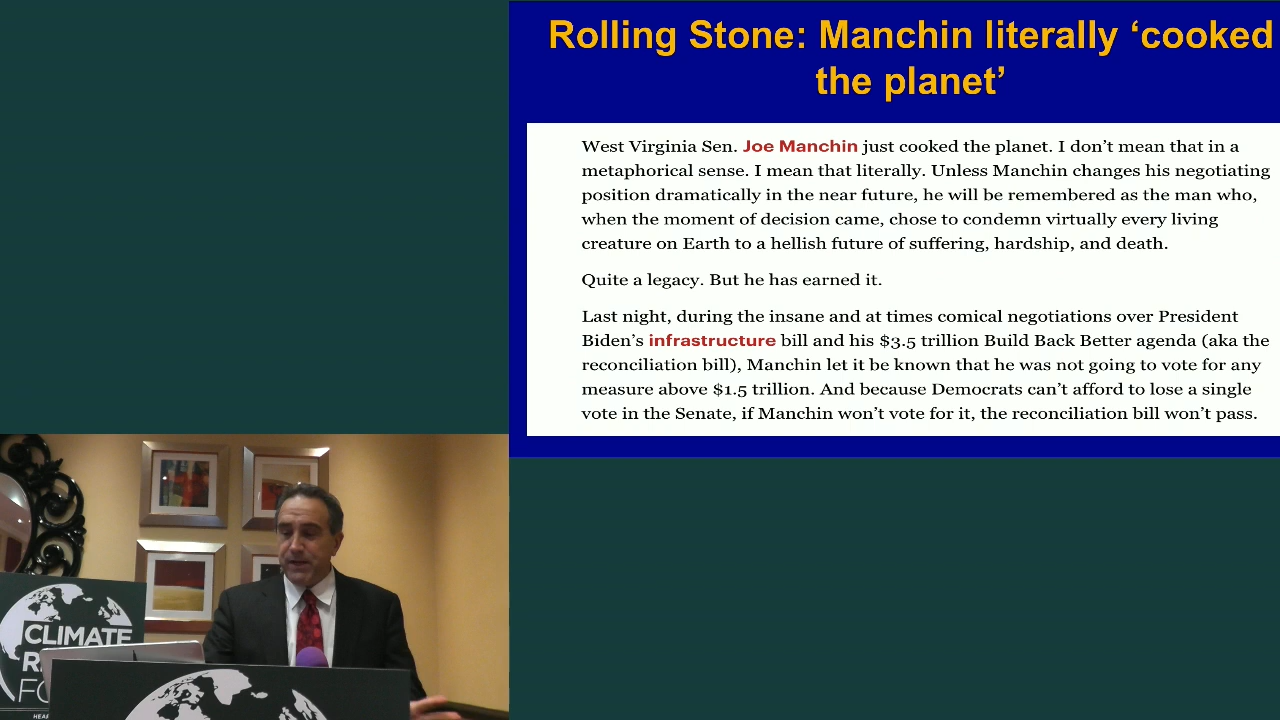 Rolling Stone: Manchin literally ‘cooked
the planet’
West Virginia Sen. Joe Manchin just cooked the planet. I don’t mean that in a
metaphorical sense. I mean that literally. Unless Manchin changes his negotiating
position dramatically in the near future, he will be remembered as the man who,
when the moment of decision came, chose to condemn virtually every living
creature on Earth to a hellish future of suffering, hardship, and death.
Quite a legacy. But he has earned it.
Last night, during the insane and at times comical negotiations over President
Biden’s infrastructure bill and his $3.5 trillion Build Back Better agenda (aka the
reconciliation bill), Manchin let it be known that he was not going to vote for any
measure above $1.5 trillion. And because Democrats can’t afford to lose a single
vote in the Senate, if Manchin won’t vote for it, the reconciliation bill won’t pass.
CLIMATE